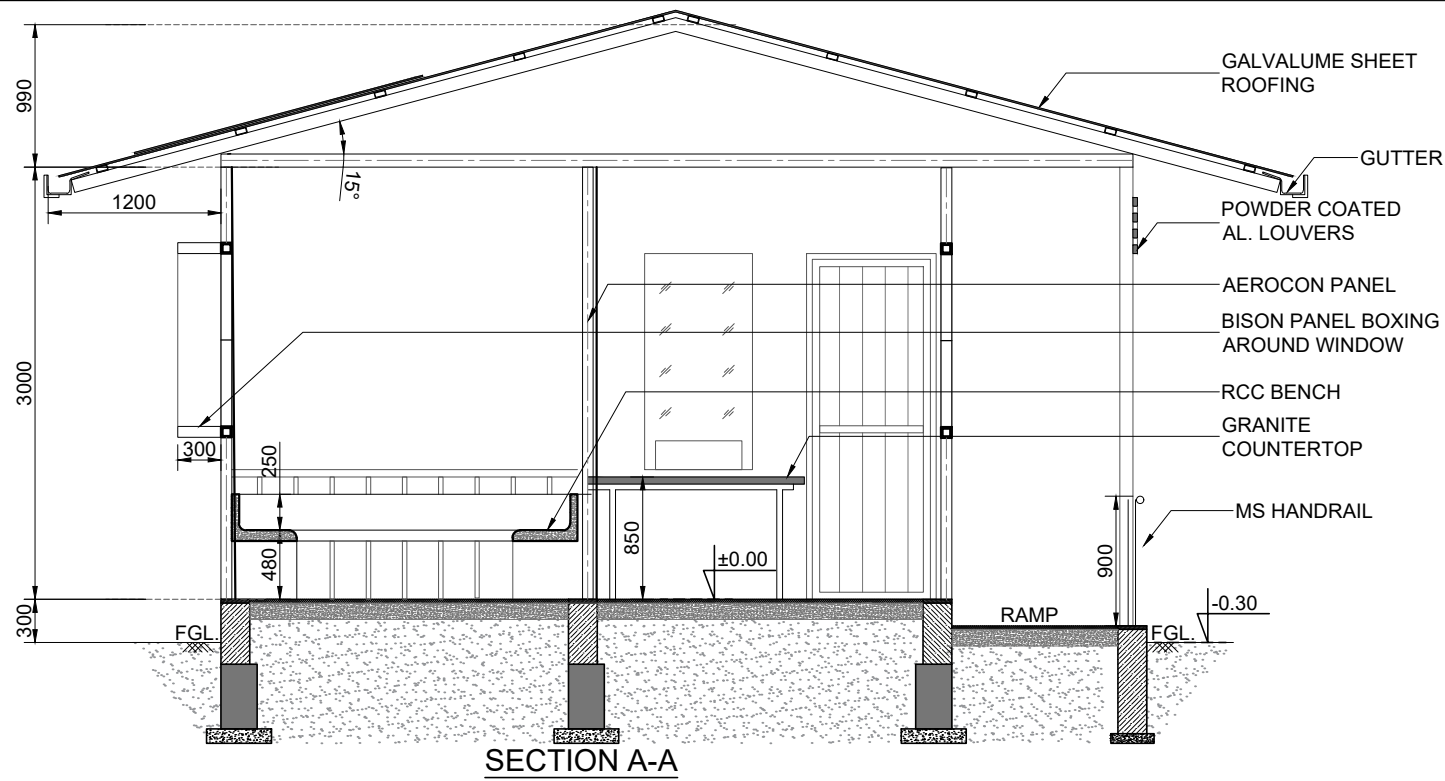 990
GALVALUME SHEET
ROOFING
GUTTER
1200
15°
POWDER COATED
AL. LOUVERS
AEROCON PANEL
BISON PANEL BOXING
AROUND WINDOW
3000
RCC BENCH
GRANITE
COUNTERTOP
300
250
MS HANDRAIL
850
480
±0.00
900
300
FGL.
RAMP
FGL.
-0.30
SECTION A-A